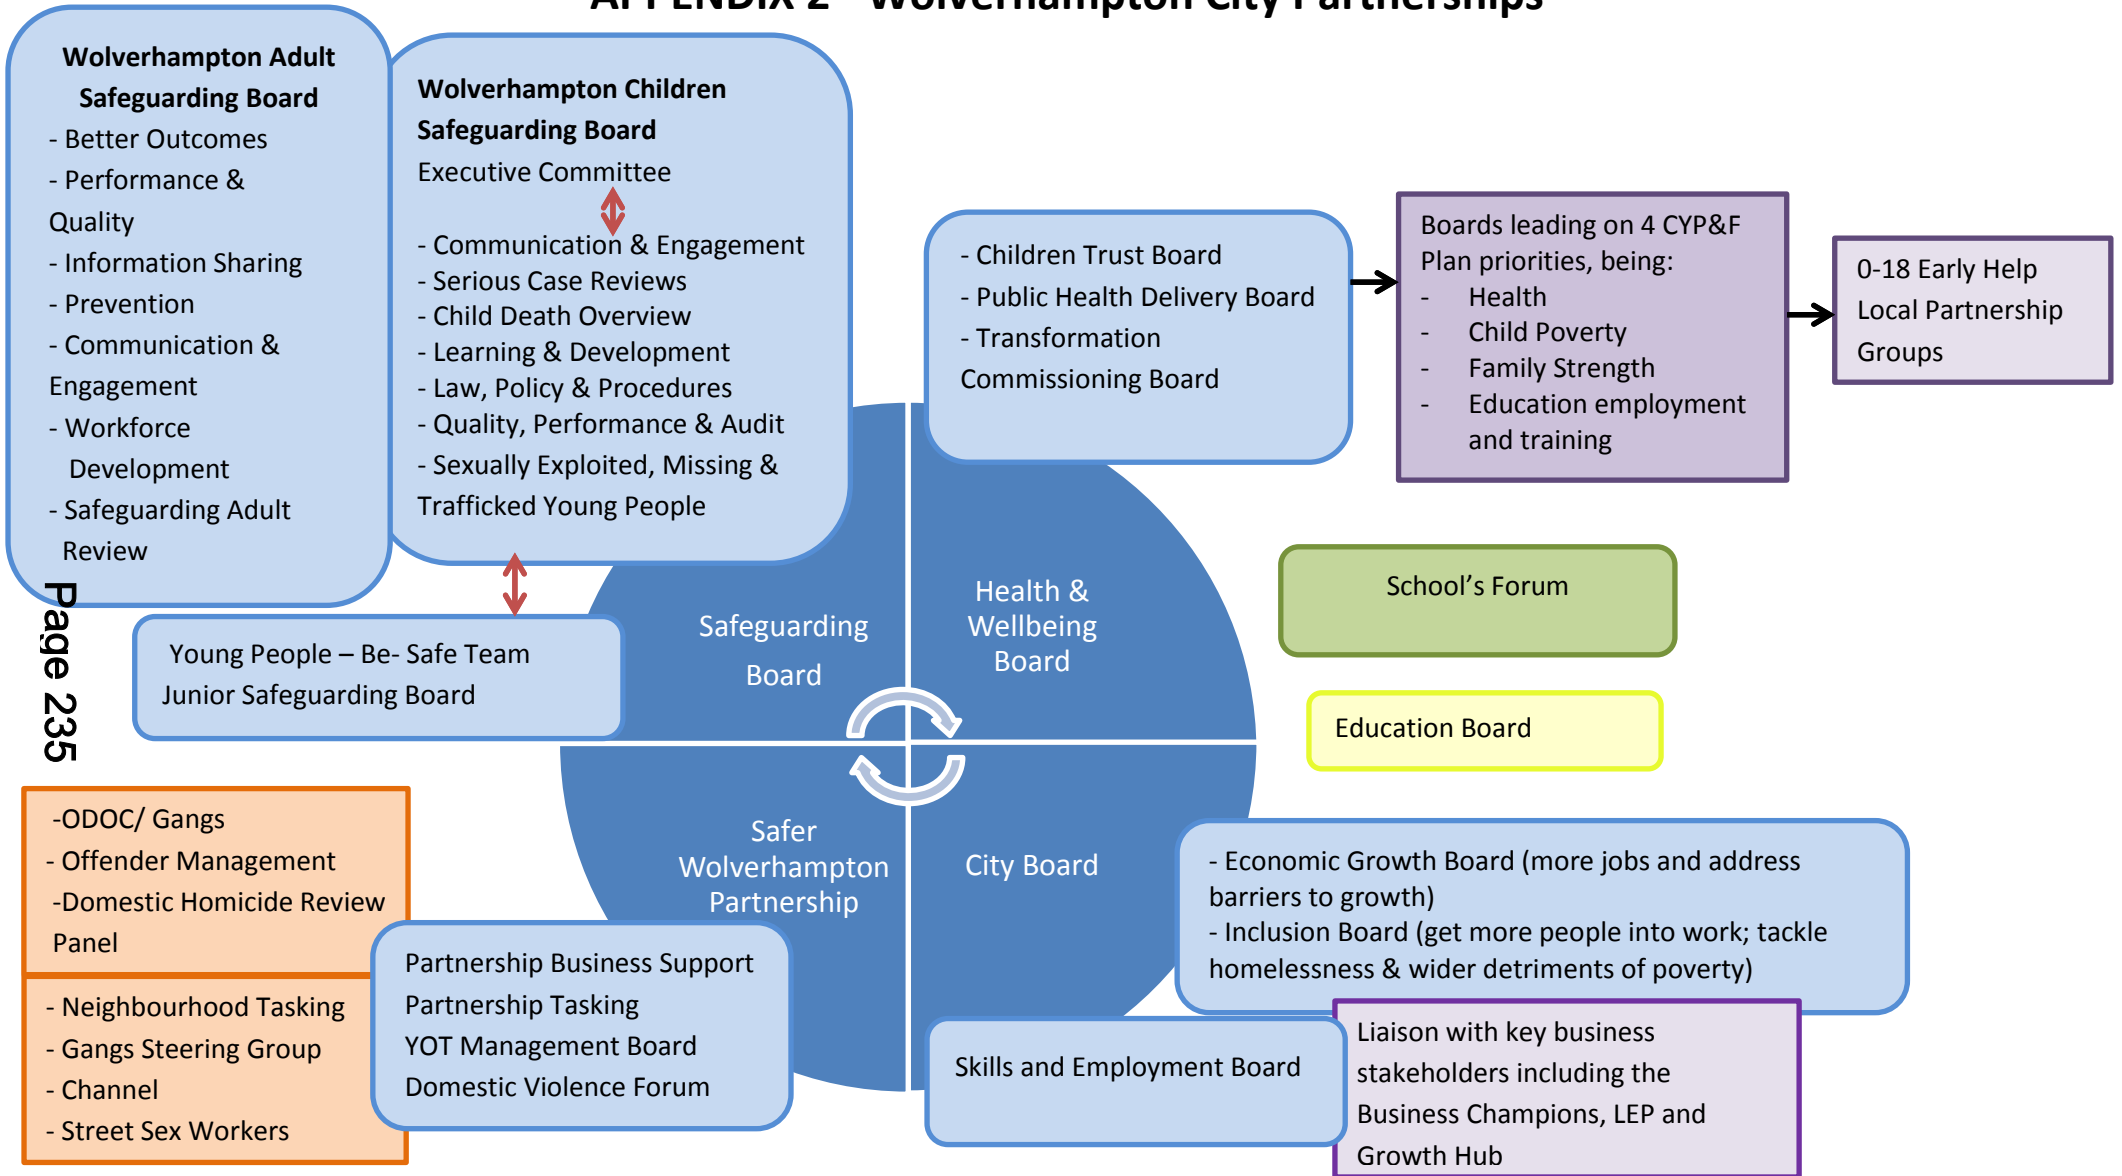 APPENDIX 2 - Wolverhampton City Partnerships
Wolverhampton Adult
Safeguarding Board
- Better Outcomes
- Performance &
Quality
- Information Sharing
- Prevention
- Communication &
Engagement
- Workforce
Development
- Safeguarding Adult
Review
Wolverhampton Children
Safeguarding Board
Executive Committee
- Communication & Engagement
- Serious Case Reviews
- Child Death Overview
- Learning & Development
- Law, Policy & Procedures
- Quality, Performance & Audit
- Sexually Exploited, Missing &
Trafficked Young People
- Children Trust Board
- Public Health Delivery Board
- Transformation
Commissioning Board
Boards leading on 4 CYP&F
Plan priorities, being:
- Health
- Child Poverty
- Family Strength
- Education employment
and training
0-18 Early Help
Local Partnership
Groups
Young People – Be- Safe Team
Junior Safeguarding Board
Page 235
Safeguarding
Board
Health &
Wellbeing
Board
School’s Forum
Education Board
Safer
Wolverhampton
Partnership
City Board
-ODOC/ Gangs
- Offender Management
-Domestic Homicide Review
Panel
- Neighbourhood Tasking
- Gangs Steering Group
- Channel
- Street Sex Workers
Partnership Business Support
Partnership Tasking
YOT Management Board
Domestic Violence Forum
- Economic Growth Board (more jobs and address
barriers to growth)
- Inclusion Board (get more people into work; tackle
homelessness & wider detriments of poverty)
Skills and Employment Board
Liaison with key business
stakeholders including the
Business Champions, LEP and
Growth Hub